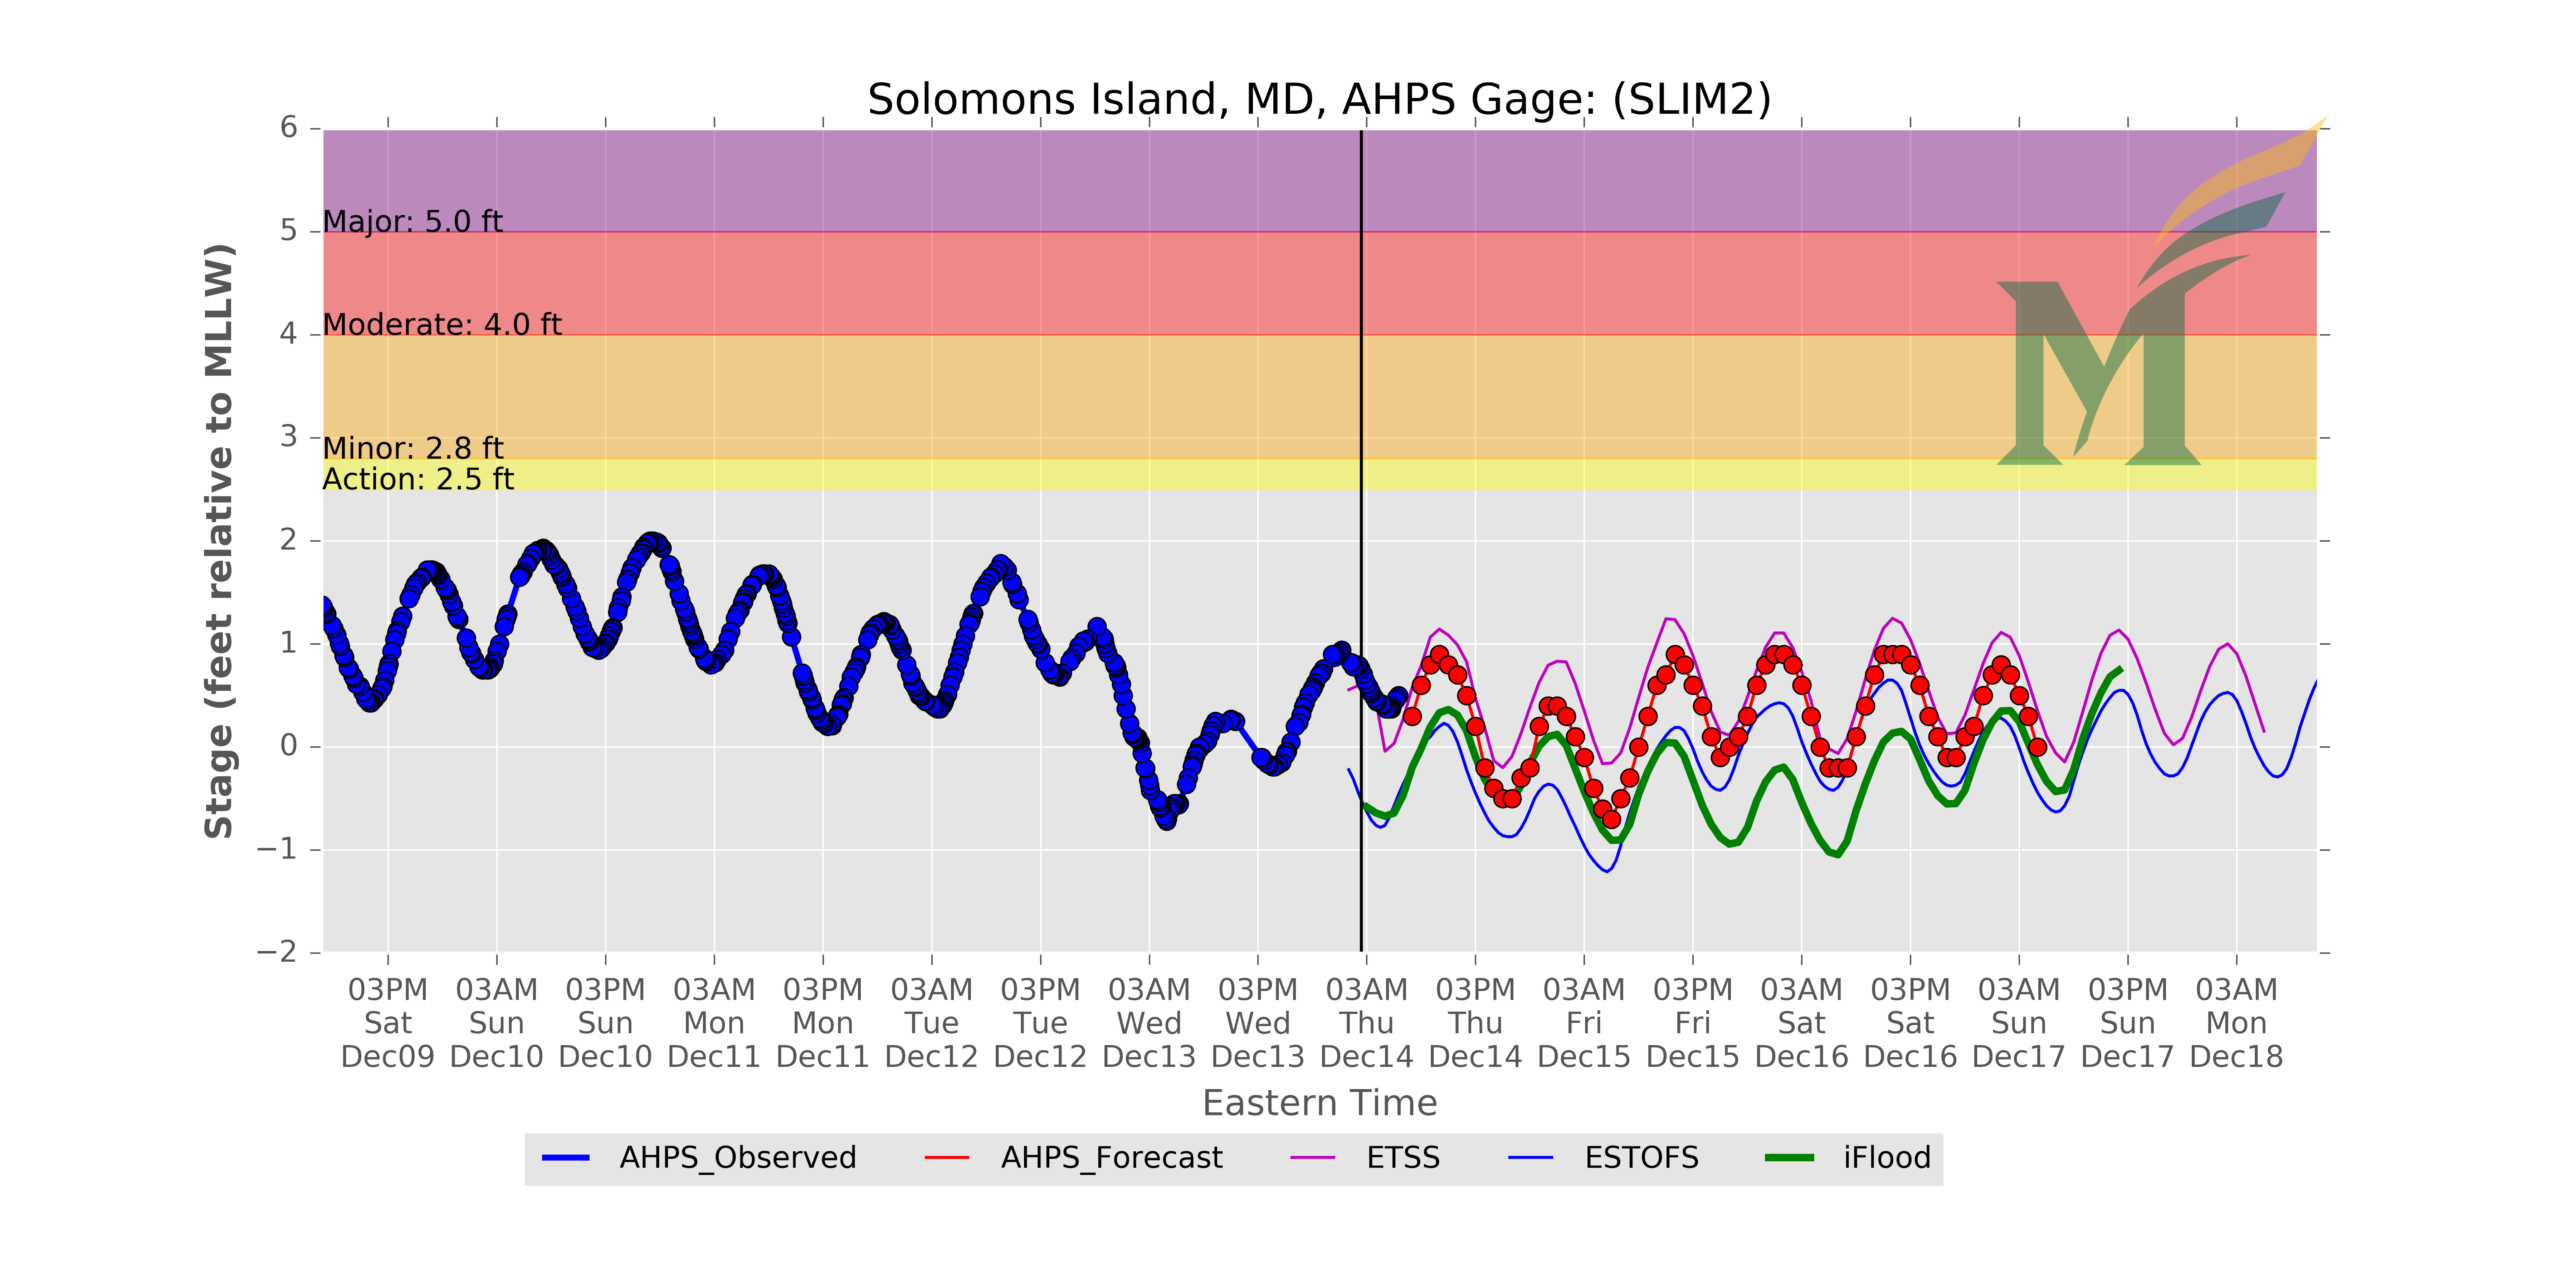 Solomons Island, MD, AHPS Gage: (SLIM2)
Stage (feet relative to MLLW)
6
5
4
3
2
1
0
−1
−2
Major: 5.0 ft
Moderate: 4.0 ft
Minor: 2.8 ft
Action: 2.5 ft
M
03PM 03AM 03PM 03AM 03PM 03AM 03PM 03AM 03PM 03AM 03PM 03AM 03PM 03AM 03PM 03AM 03PM 03AM
Sat Sun Sun Mon Mon Tue Tue Wed Wed Thu Thu Fri Fri Sat Sat Sun Sun Mon
Dec09 Dec10 Dec10 Dec11 Dec11 Dec12 Dec12 Dec13 Dec13 Dec14 Dec14 Dec15 Dec15 Dec16 Dec16 Dec17 Dec17 Dec18
Eastern Time
AHPS_Observed AHPS_Forecast ETSS ESTOFS iFlood